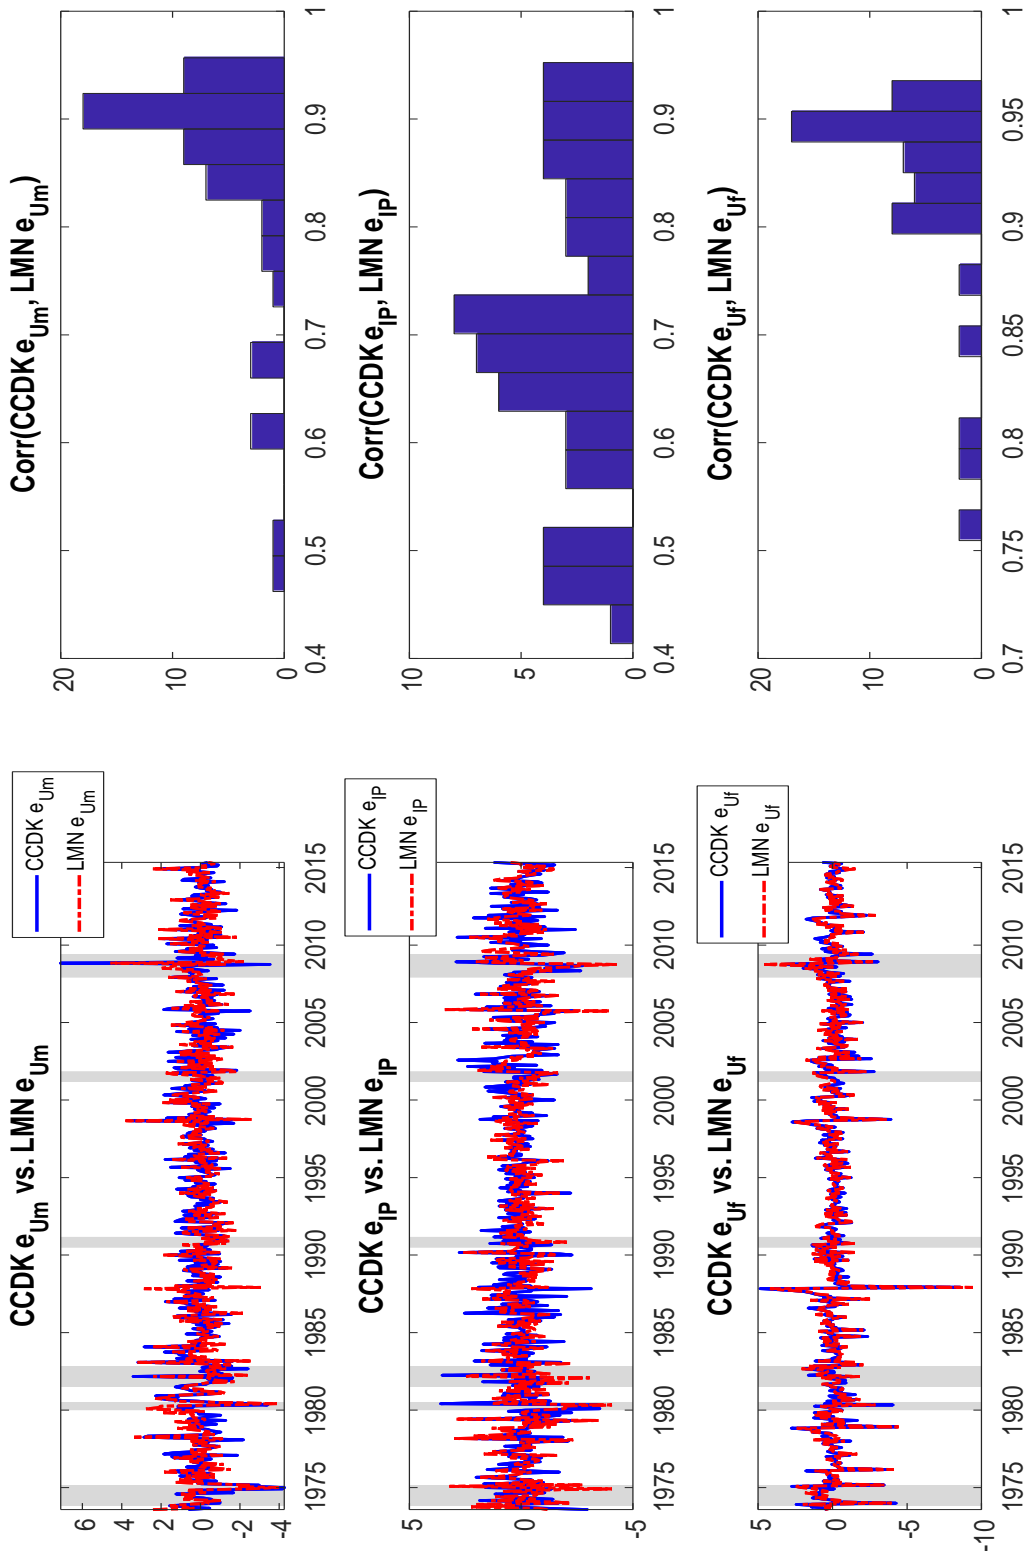 CCDK e_Um vs. LMN e_Um
CCDK e_Um
LMN e_Um
6
4
2
0
-2
-4
1975 1980 1985 1990 1995 2000 2005 2010 2015
Corr(CCDK e_Um, LMN e_Um)
20
10
0
0.4 0.5 0.6 0.7 0.8 0.9 1
CCDK e_IP vs. LMN e_IP
CCDK e_IP
LMN e_IP
5
0
-5
1975 1980 1985 1990 1995 2000 2005 2010 2015
Corr(CCDK e_IP, LMN e_IP)
10
5
0
0.4 0.5 0.6 0.7 0.8 0.9 1
CCDK e_Uf vs. LMN e_Uf
CCDK e_Uf
LMN e_Uf
5
0
-5
-10
1975 1980 1985 1990 1995 2000 2005 2010 2015
Corr(CCDK e_Uf, LMN e_Uf)
20
10
0
0.7 0.75 0.8 0.85 0.9 0.95 1